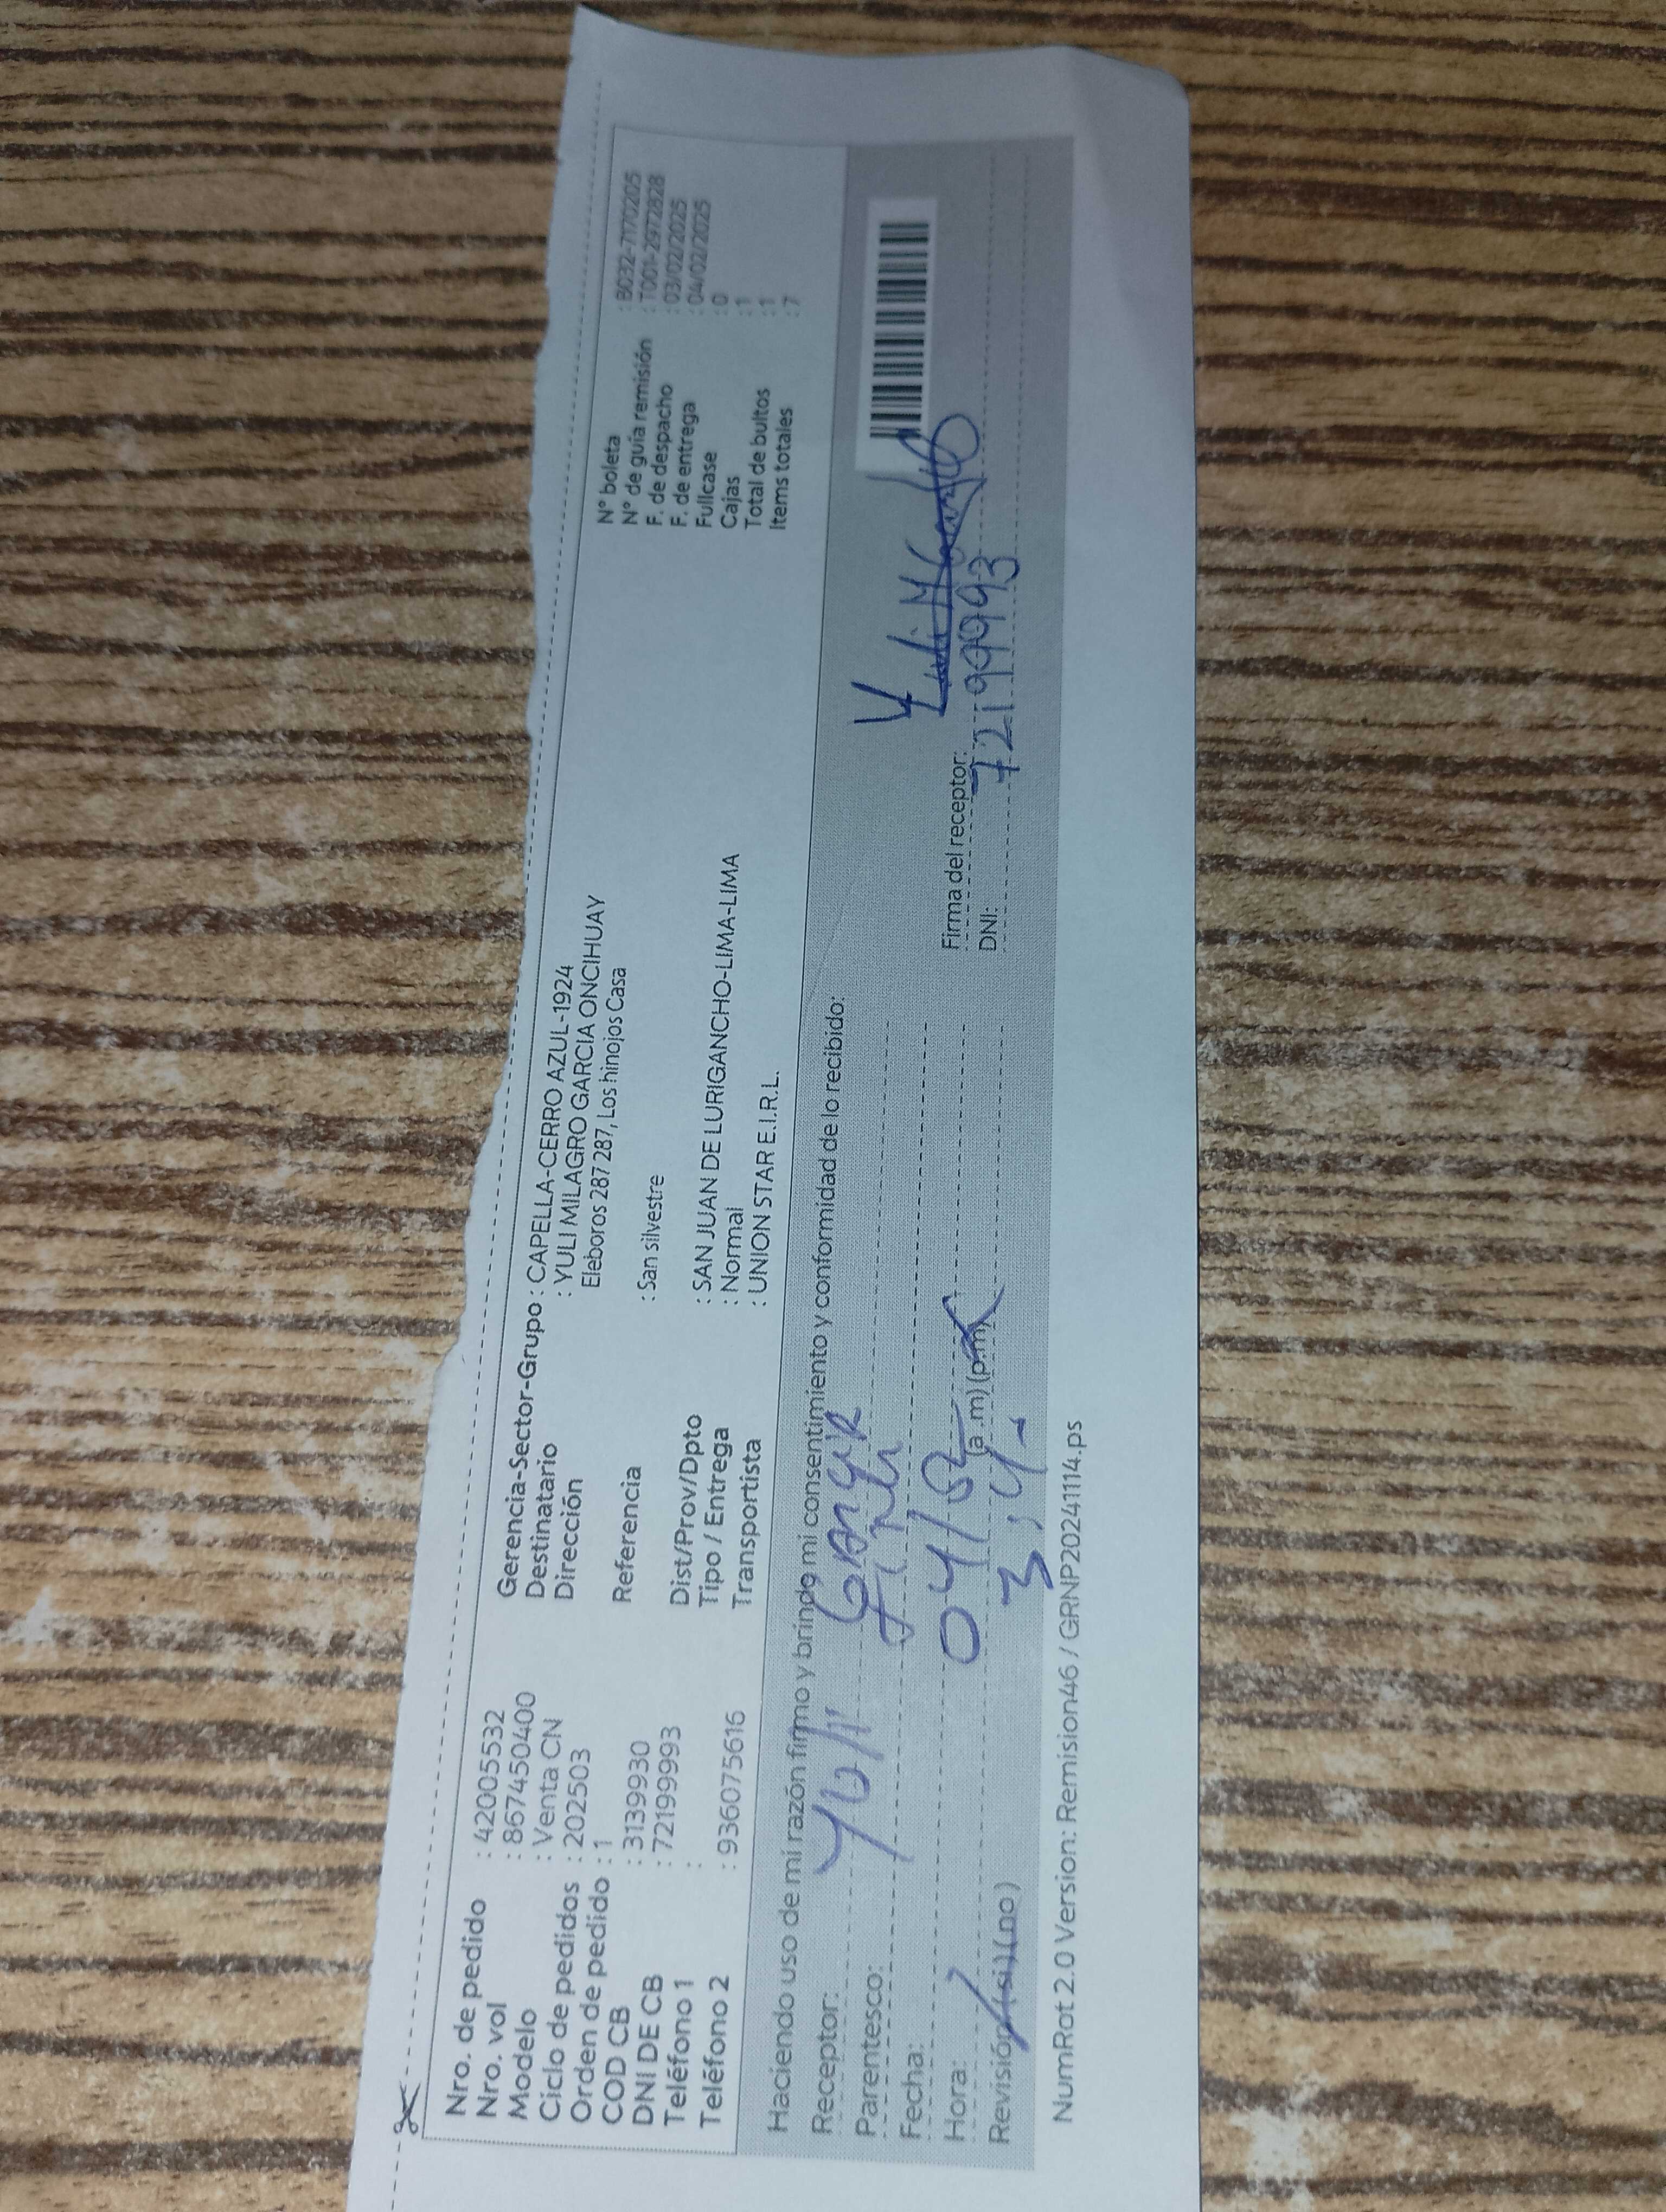 Nro. de pedido : 42005532
Nro. vol : 867450400
Modelo : Venta CN
Ciclo de pedidos : 202503
Orden de pedido : 1
COD CB : 3139930
DNI DE CB : 72199993
Teléfono 1 :
Teléfono 2 : 936075616
Gerencia-Sector-Grupo : CAPELLA-CERRO AZUL-1924
Destinatario : YULI MILAGRO GARCIA ONCIHUAY
Dirección Eleboros 287 287, Los hinojos Casa
Referencia : San silvestre
Dist/Prov/Dpto : SAN JUAN DE LURIGANCHO-LIMA-LIMA
Tipo / Entrega : Normal
Transportista : UNION STAR E.I.R.L.
N° boleta : B032-7170205
N° de guía remisión : T001-2972828
F. de despacho : 03/02/2025
F. de entrega : 04/02/2025
Fullcase : 0
Cajas : 1
Total de bultos : 1
Items totales : 7
Haciendo uso de mi razón firmo y brindo mi consentimiento y conformidad de lo recibido:
Receptor: Yuli Garcia
Parentesco:
Fecha: 04/02
Hora: 3:4 (a.m) (p.m)
Revisión (si) (no)
Firma del receptor:
DNI: 72199993
NumRot 2.0 Version: Remision46 / GRNP20241114.ps